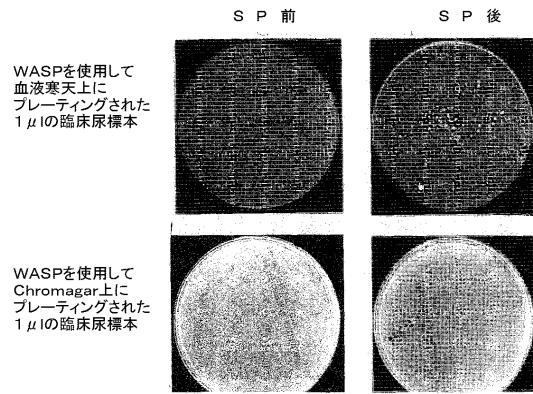 ＳＰ前
ＳＰ後
WASPを使用して
血液寒天上に
プレーティングされた
1μlの臨床尿標本
WASPを使用して
Chromagar上に
プレーティングされた
1μlの臨床尿標本